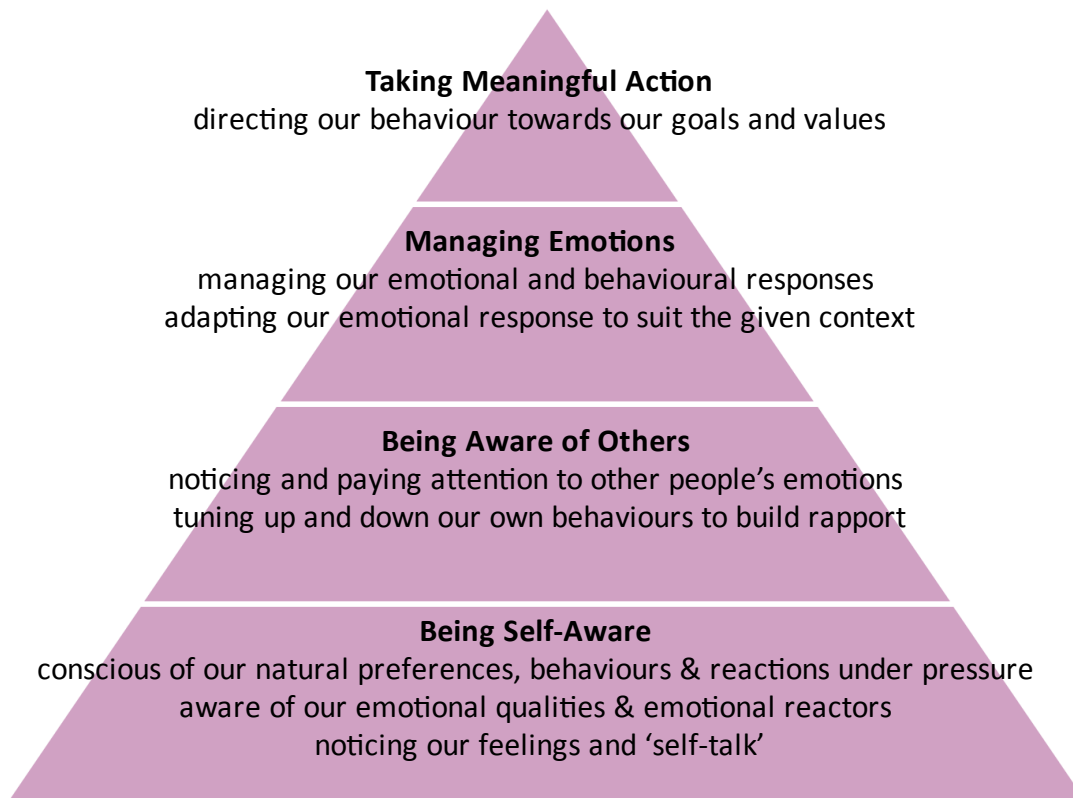 Taking Meaningful Action
directing our behaviour towards our goals and values
Managing Emotions
managing our emotional and behavioural responses
adapting our emotional response to suit the given context
Being Aware of Others
noticing and paying attention to other people’s emotions
tuning up and down our own behaviours to build rapport
Being Self-Aware
conscious of our natural preferences, behaviours & reactions under pressure
aware of our emotional qualities & emotional reactors
noticing our feelings and ‘self-talk’